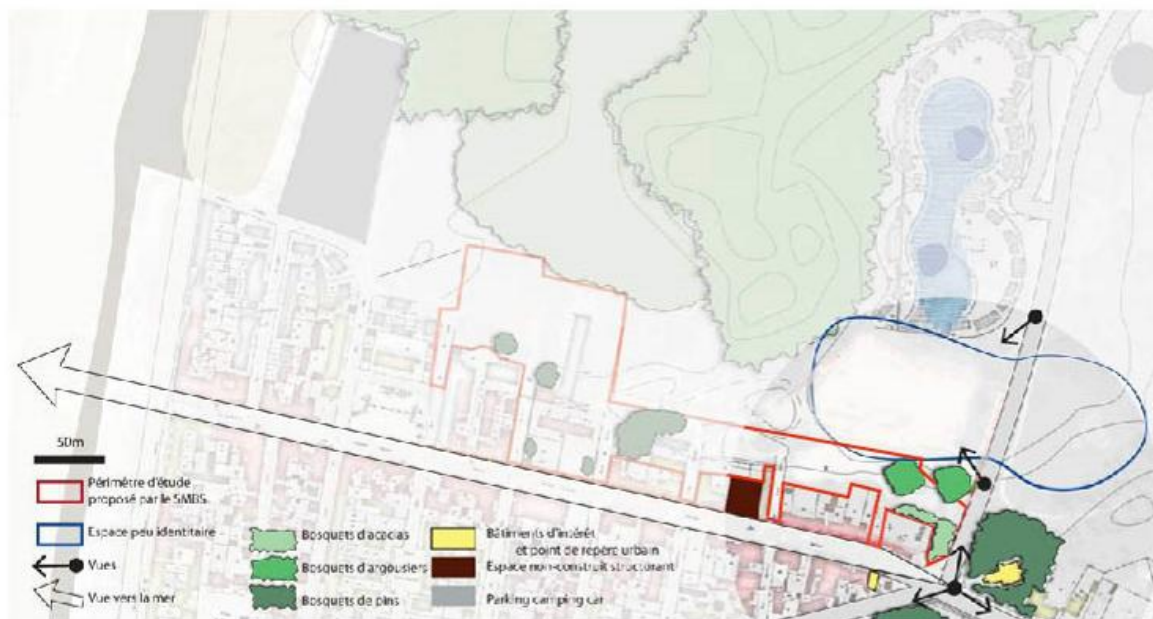 50m
Périmètre d'étude
proposé par le SMBS
Espace peu identitaire
Vues
Vue vers la mer
Bosquets d'acacias
Bosquets d'argousiers
Bosquets de pins
Bâtiments d'intérêt
et point de repère urbain
Espace non-construit structurant
Parking camping car